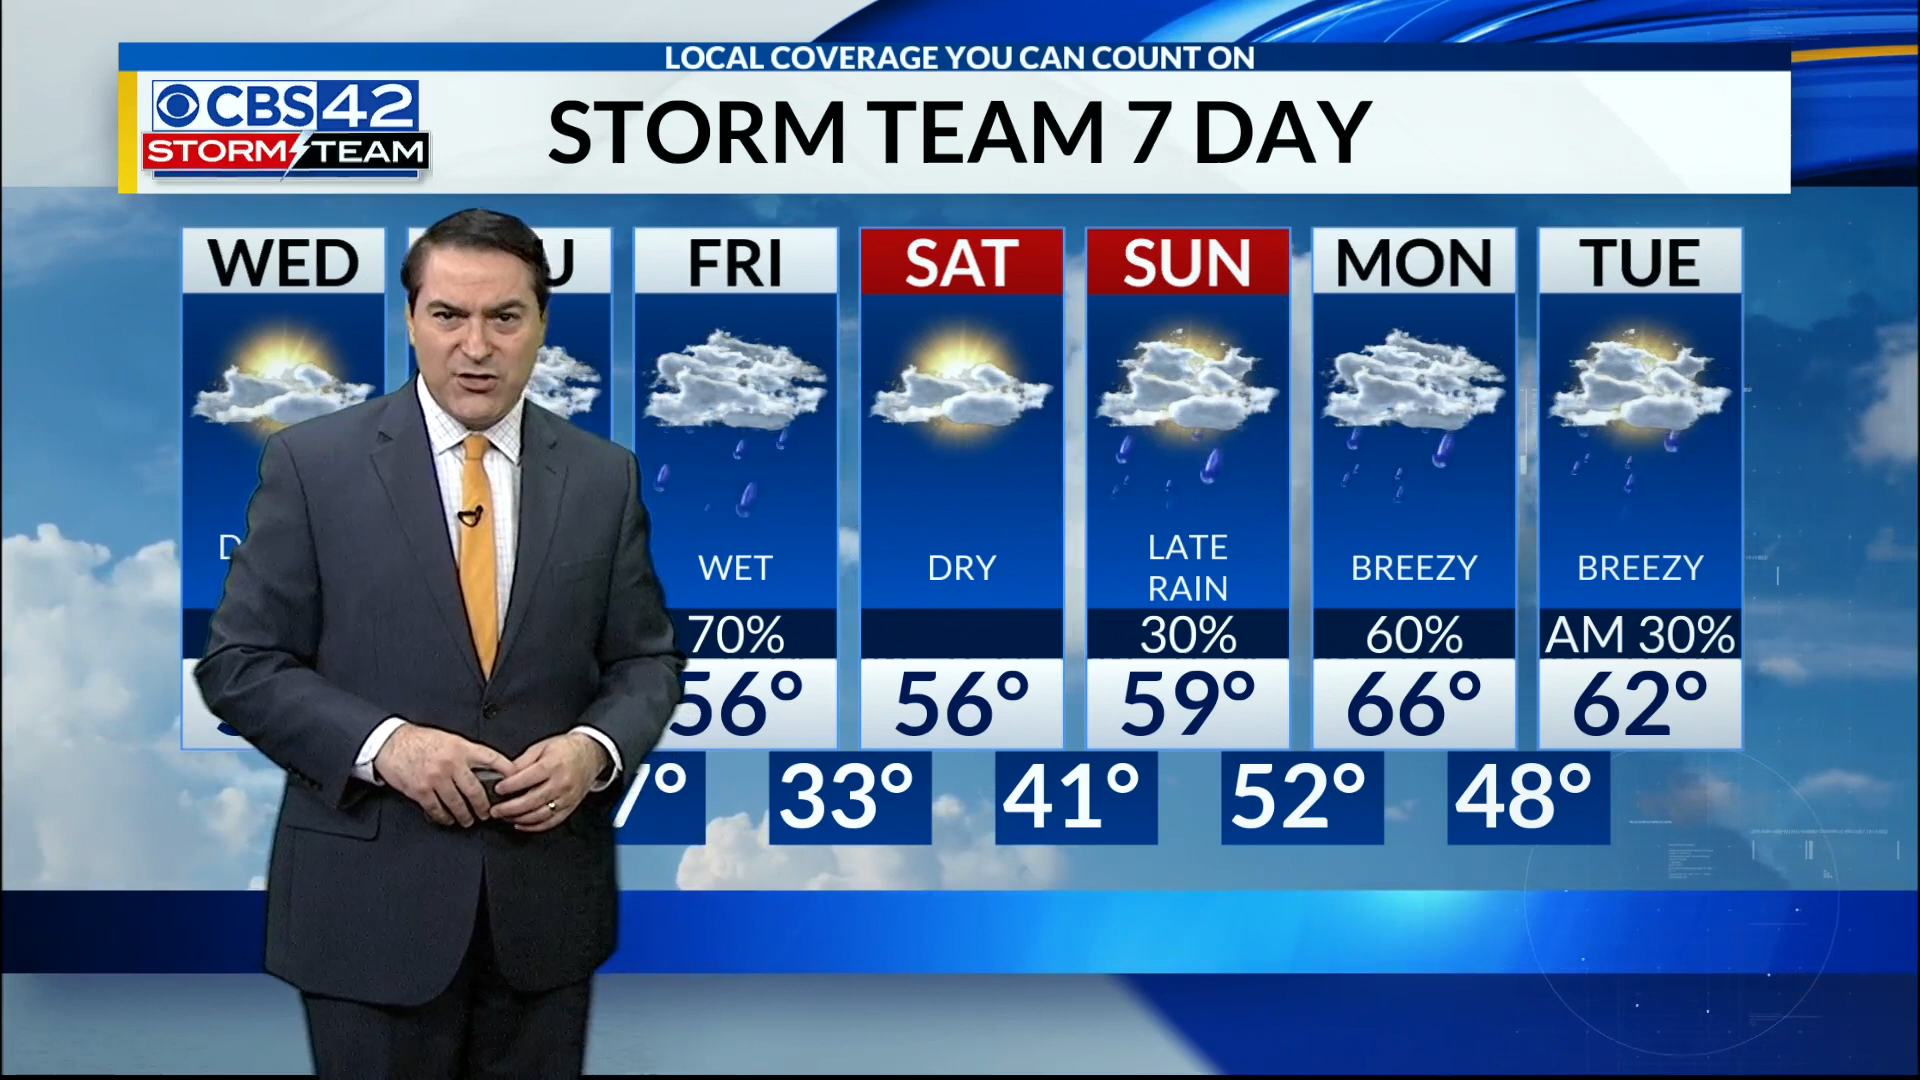 LOCAL COVERAGE YOU CAN COUNT ON
CBS 42
STORM TEAM
STORM TEAM 7 DAY
WED
FRI
SAT
SUN
MON
TUE
WET
DRY
LATE
RAIN
BREEZY
BREEZY
70%
30%
60%
AM 30%
56°
56°
59°
66°
62°
33°
41°
52°
48°